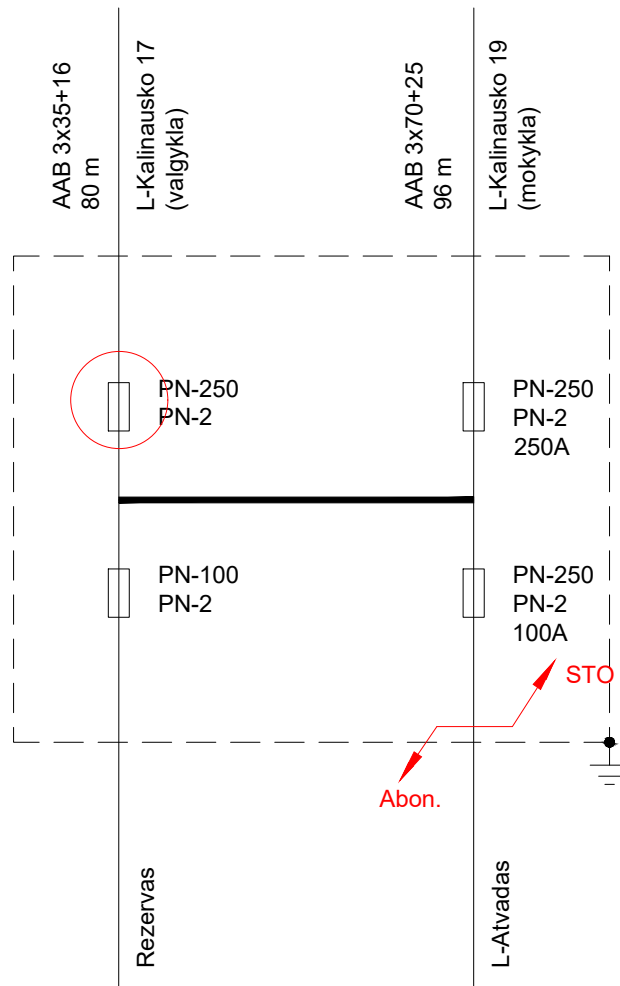 AAB 3x35+16
80 m
L-Kalinausko 17
(valgykla)
AAB 3x70+25
96 m
L-Kalinausko 19
(mokykla)
PN-250
PN-2
PN-250
PN-2
250A
PN-100
PN-2
PN-250
PN-2
100A
STO
Abon.
Rezervas
L-Atvadas